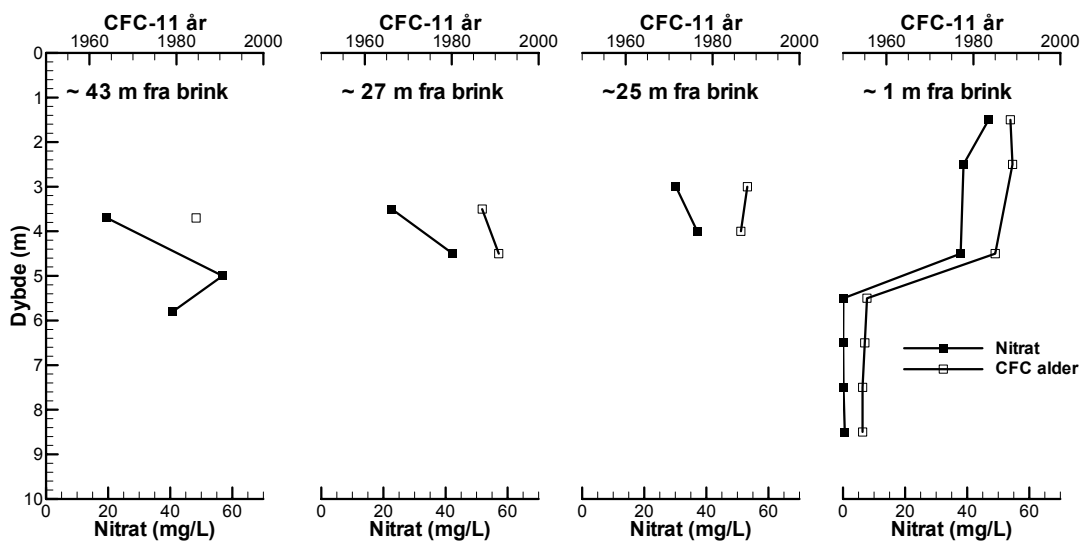 CFC-11 år CFC-11 år CFC-11 år CFC-11 år
1960 1980 2000 1960 1980 2000 1960 1980 2000 1960 1980 2000
0
~ 43 m fra brink ~ 27 m fra brink ~25 m fra brink ~ 1 m fra brink
1
2
3
4
Dybde (m)
5
6
Nitrat
7
CFC alder
8
9
10
0 20 40 60 0 20 40 60 0 20 40 60 0 20 40 60
Nitrat (mg/L) Nitrat (mg/L) Nitrat (mg/L) Nitrat (mg/L)